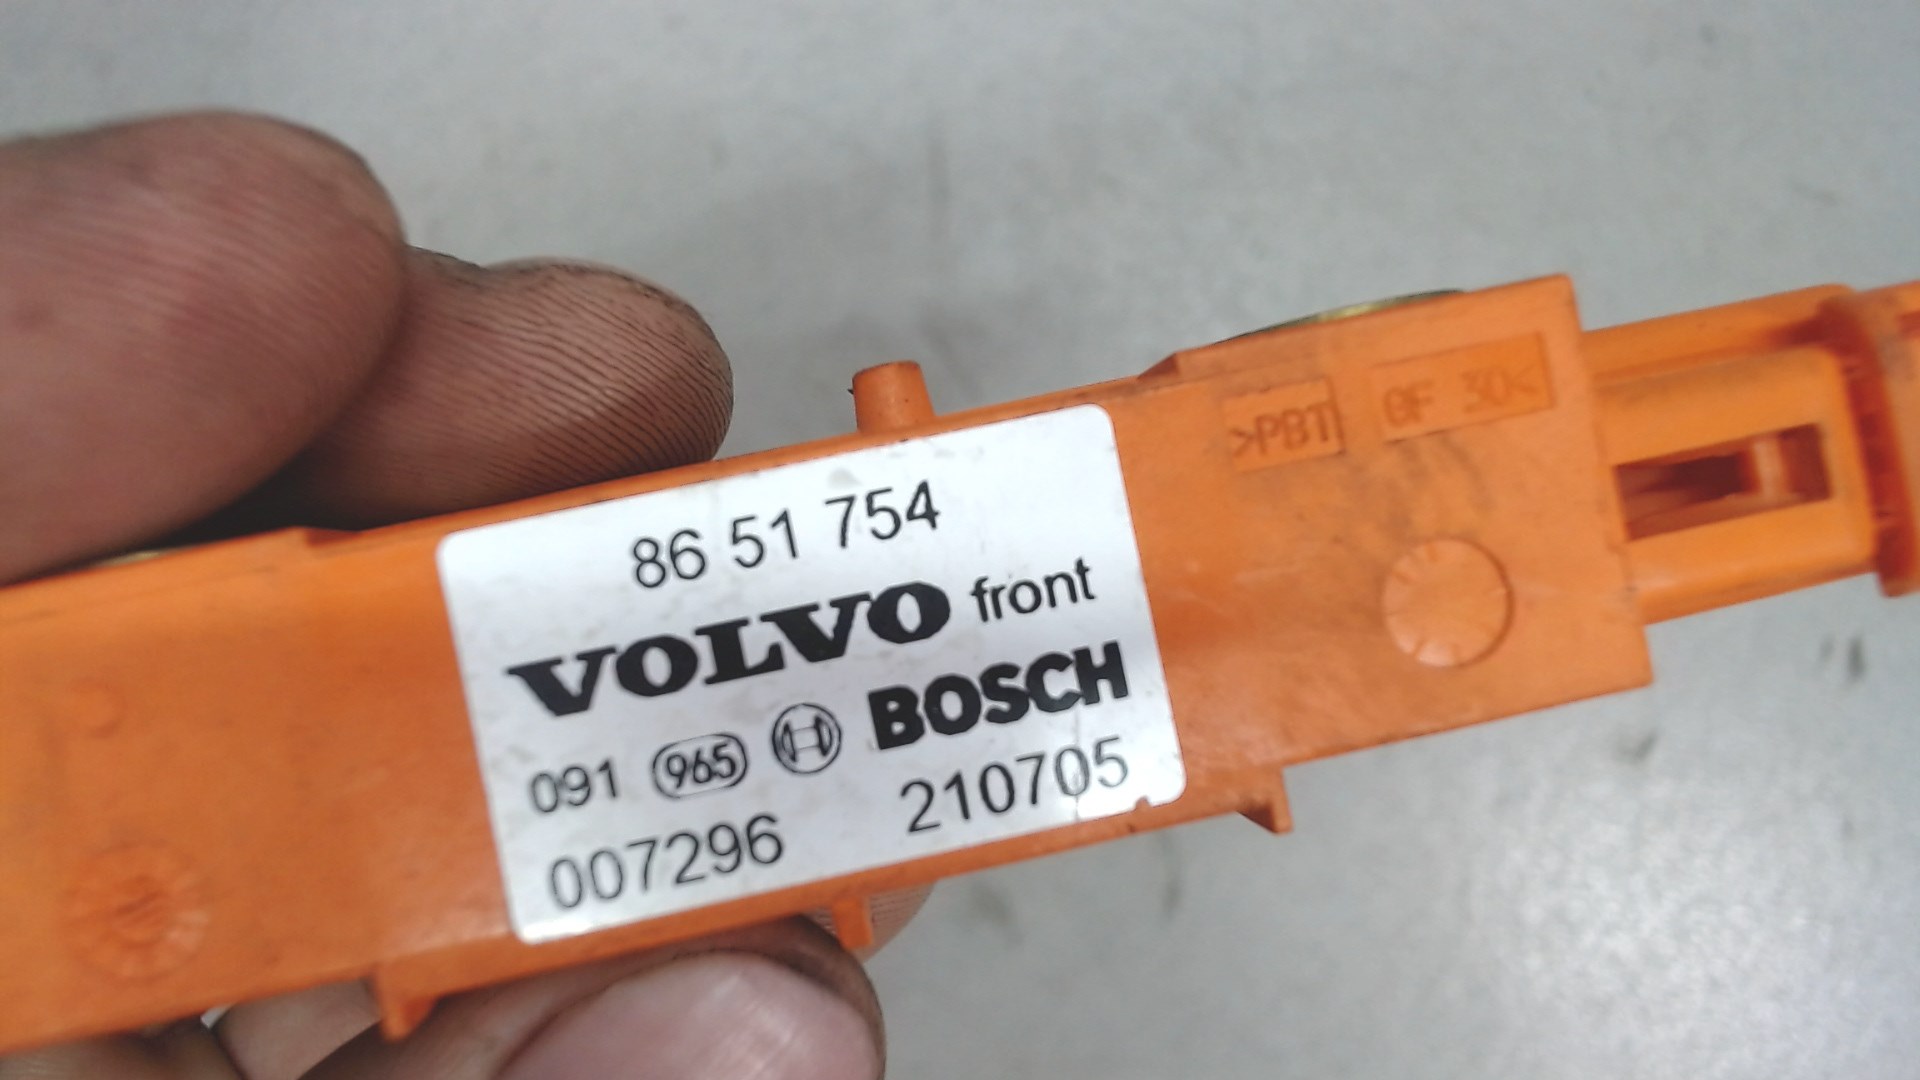 86 51 754
VOLVO front
091 965 BOSCH
007296 210705
>PBT GF 30<